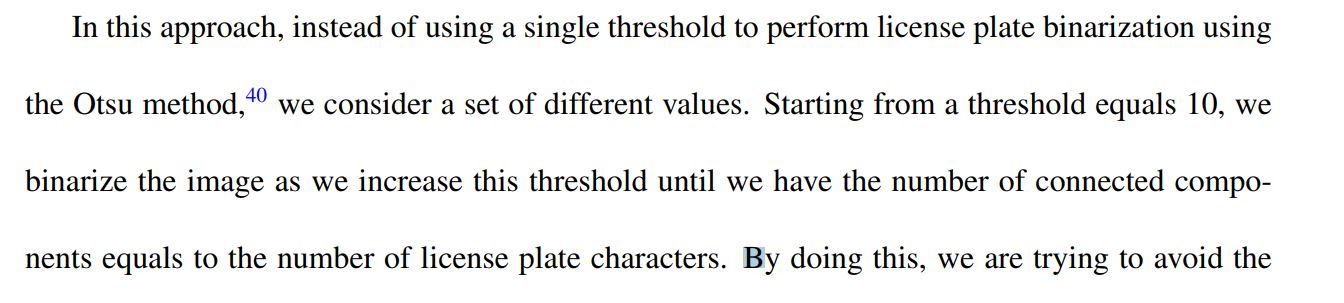 In this approach, instead of using a single threshold to perform license plate binarization using
the Otsu method,40 we consider a set of different values. Starting from a threshold equals 10, we
binarize the image as we increase this threshold until we have the number of connected compo-
nents equals to the number of license plate characters. By doing this, we are trying to avoid the